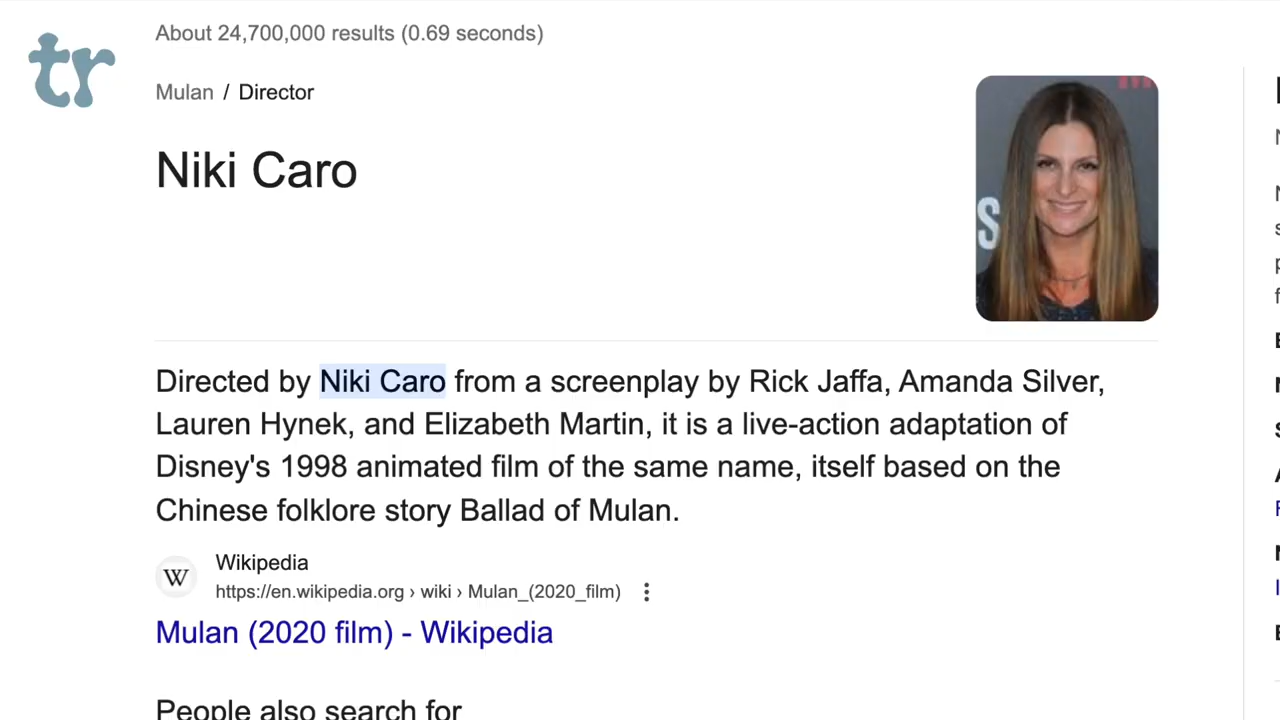 tr
About 24,700,000 results (0.69 seconds)
Mulan / Director
Niki Caro
S
Directed by Niki Caro from a screenplay by Rick Jaffa, Amanda Silver,
Lauren Hynek, and Elizabeth Martin, it is a live-action adaptation of
Disney's 1998 animated film of the same name, itself based on the
Chinese folklore story Ballad of Mulan.
W
Wikipedia
https://en.wikipedia.org › wiki › Mulan_(2020_film)
Mulan (2020 film) - Wikipedia
People also search for